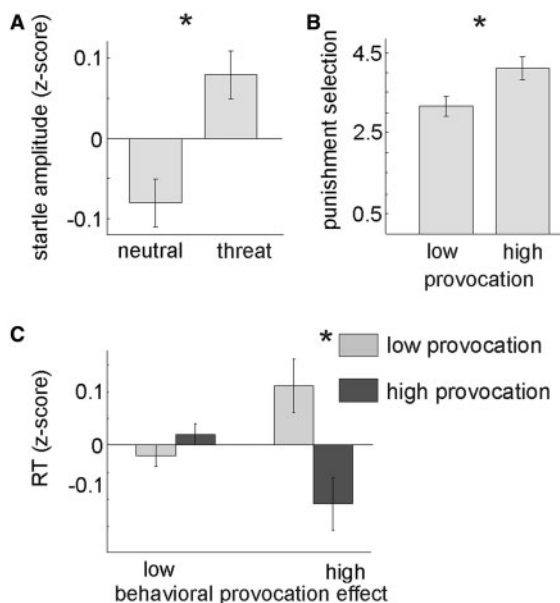 A
*
startle amplitude (z-score)
0.1
0
-0.1
neutral threat
B
*
punishment selection
4.5
2.5
0.5
low high
provocation
C
*
low provocation
high provocation
RT (z-score)
0.1
0
-0.1
low high
behavioral provocation effect